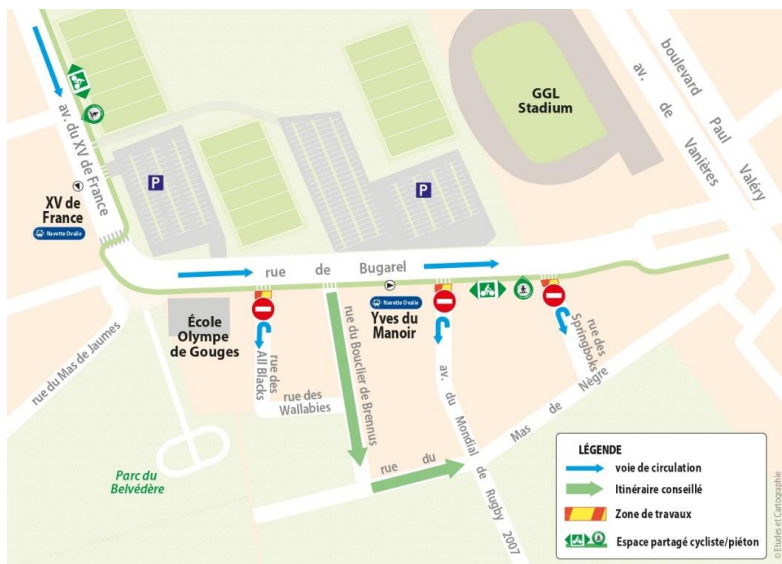 boulevard Paul Valéry
av. de Vanières
GGL
Stadium
av. du XV de France
P
P
XV de
France
Navette Ovalie
rue de Bugarel
Navette Ovalie
Yves du
Manoir
École
Olympe
de Gouges
rue du Mas de Jaumes
rue des
All Blacks
rue des
Wallabies
rue du Bouclier de Brennus
av. du Mondial de Rugby 2007
rue des
Springboks
rue du Mas de Nègre
Parc du
Belvédère
LÉGENDE
voie de circulation
Itinéraire conseillé
Zone de travaux
Espace partagé cycliste/piéton
© Etudes et Cartographie